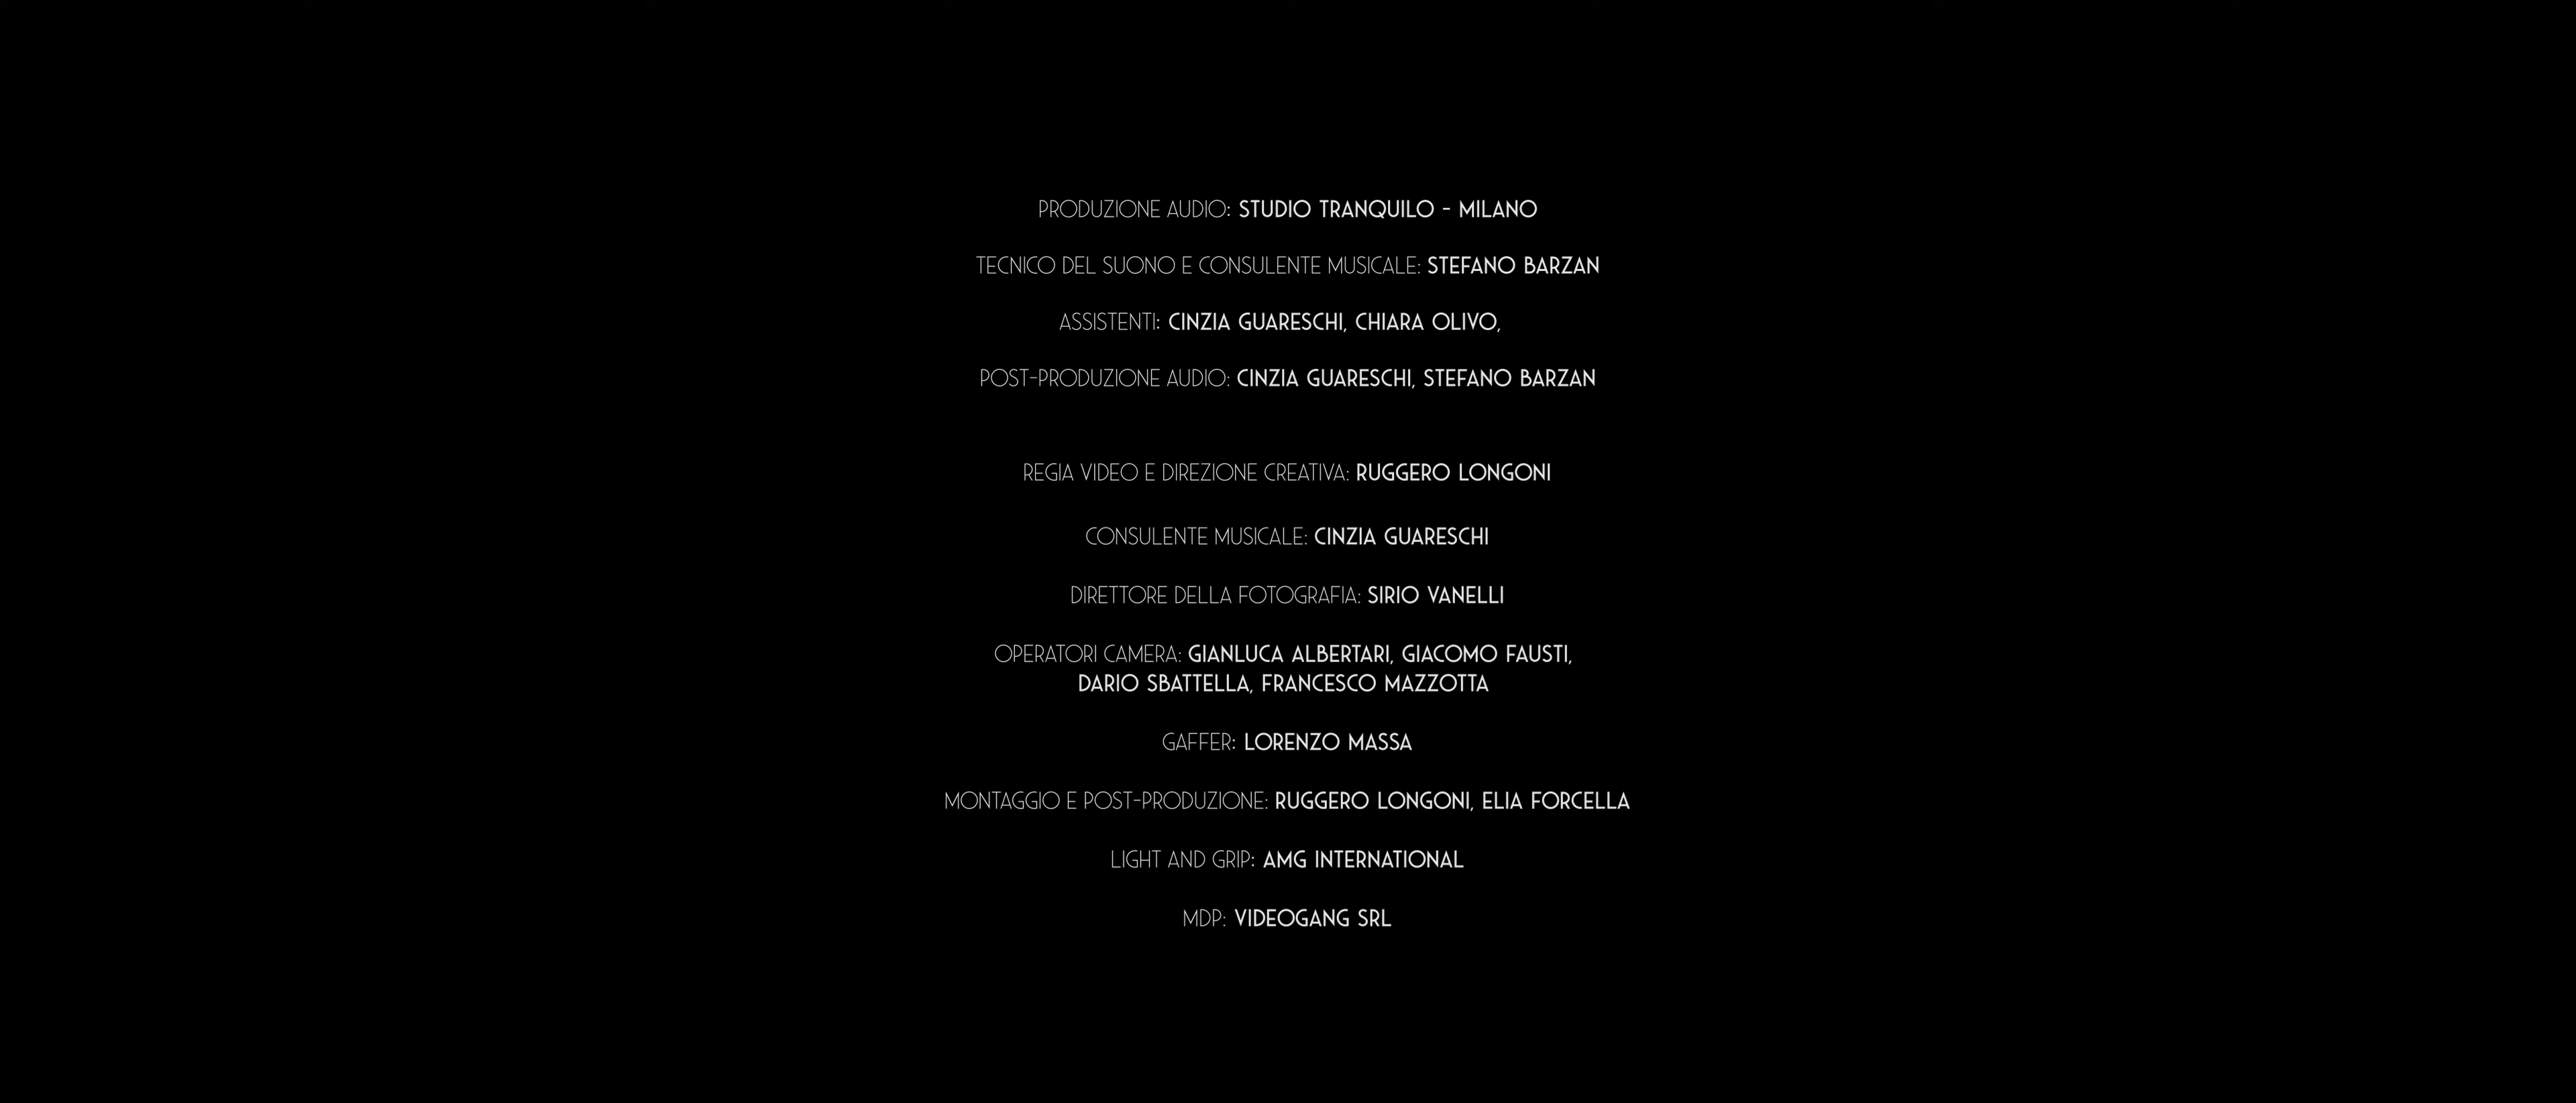 PRODUZIONE AUDIO: STUDIO TRANQUILO - MILANO
TECNICO DEL SUONO E CONSULENTE MUSICALE: STEFANO BARZAN
ASSISTENTI: CINZIA GUARESCHI, CHIARA OLIVO,
POST-PRODUZIONE AUDIO: CINZIA GUARESCHI, STEFANO BARZAN
REGIA VIDEO E DIREZIONE CREATIVA: RUGGERO LONGONI
CONSULENTE MUSICALE: CINZIA GUARESCHI
DIRETTORE DELLA FOTOGRAFIA: SIRIO VANELLI
OPERATORI CAMERA: GIANLUCA ALBERTARI, GIACOMO FAUSTI,
DARIO SBATTELLA, FRANCESCO MAZZOTTA
GAFFER: LORENZO MASSA
MONTAGGIO E POST-PRODUZIONE: RUGGERO LONGONI, ELIA FORCELLA
LIGHT AND GRIP: AMG INTERNATIONAL
MDP: VIDEOGANG SRL